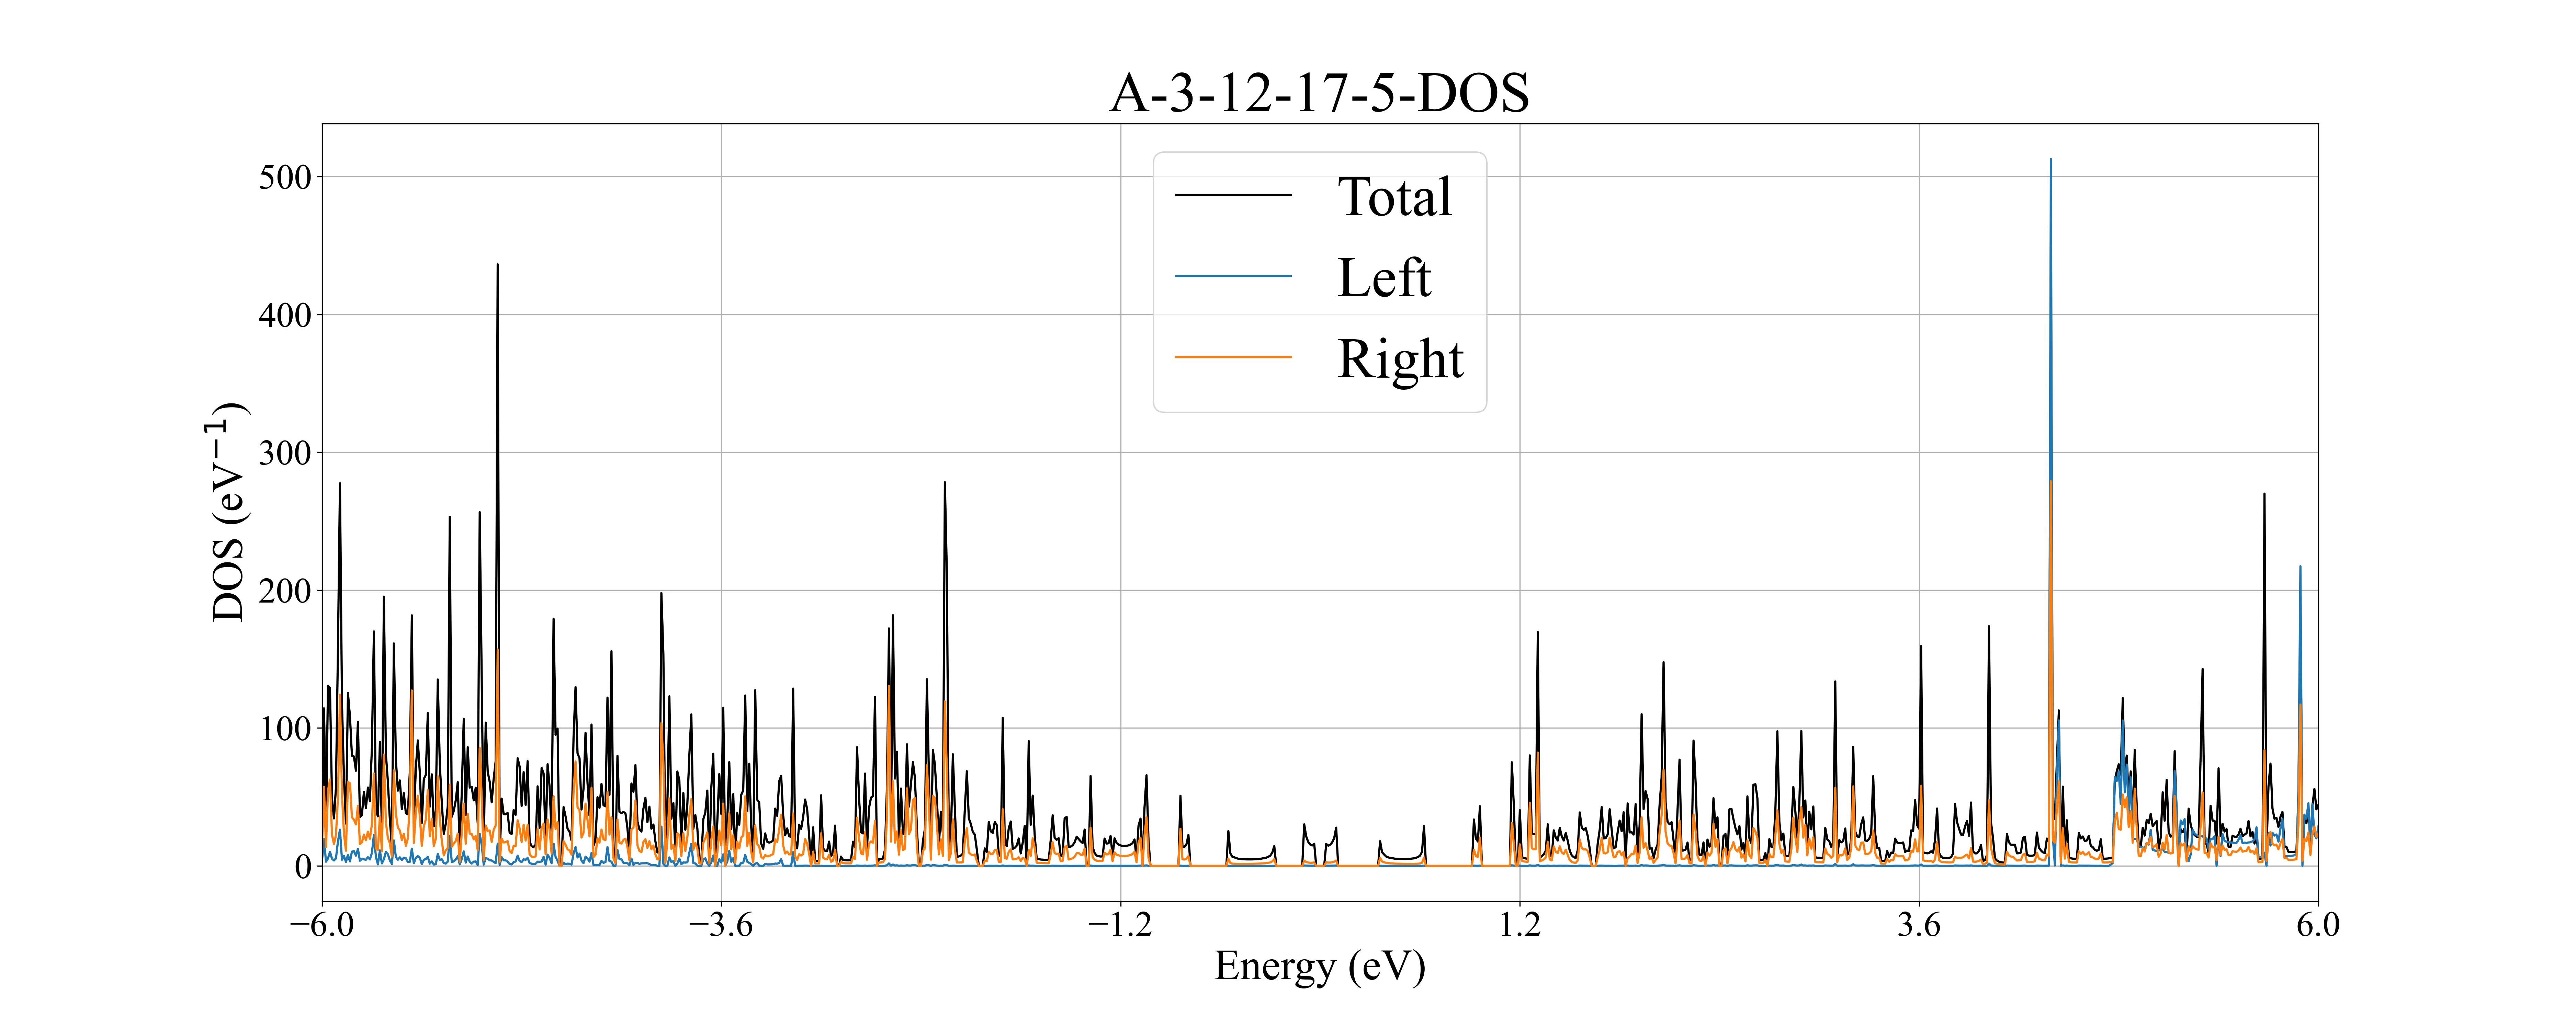 A-3-12-17-5-DOS
Total
Left
Right
DOS (eV⁻¹)
500
400
300
200
100
0
−6.0 −3.6 −1.2 1.2 3.6 6.0
Energy (eV)